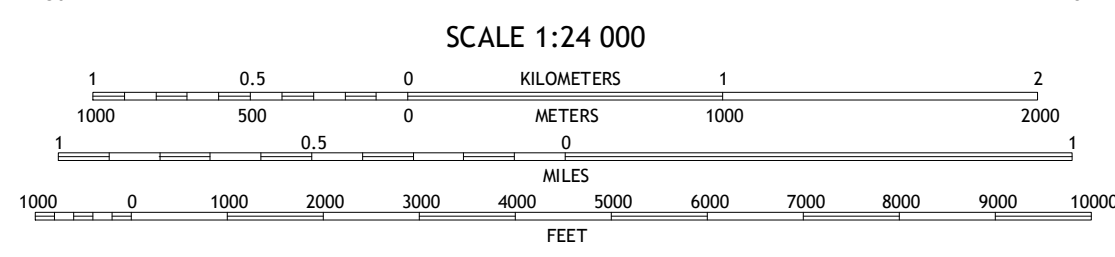 SCALE 1:24 000
1 0.5 0 KILOMETERS 1 2
1000 500 0 METERS 1000 2000
1 0.5 0 1
MILES
1000 0 1000 2000 3000 4000 5000 6000 7000 8000 9000 10000
FEET